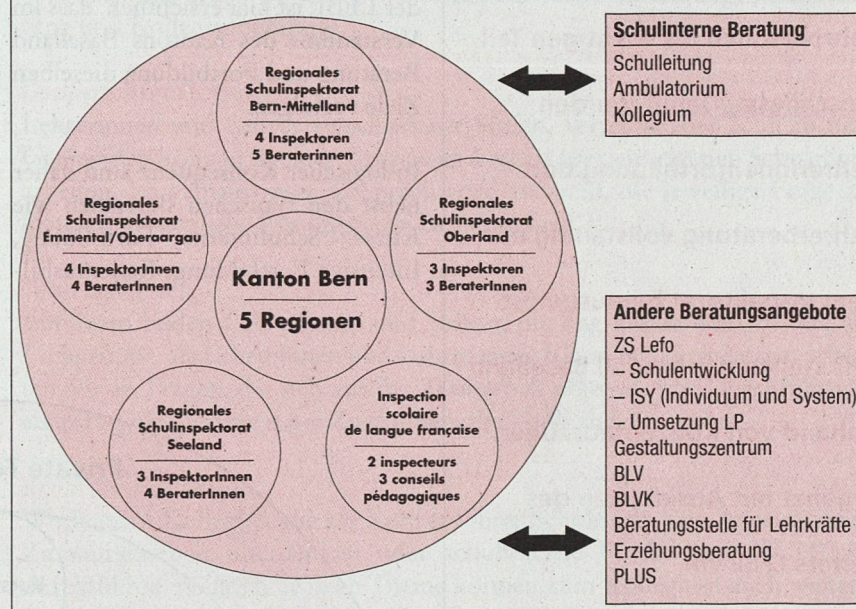 Regionales
Schulinspektorat
Bern-Mittelland
4 Inspektoren
5 Beraterinnen
Regionales
Schulinspektorat
Emmental/Oberaargau
4 InspektorInnen
4 BeraterInnen
Kanton Bern
5 Regionen
Regionales
Schulinspektorat
Oberland
3 Inspektoren
3 BeraterInnen
Regionales
Schulinspektorat
Seeland
3 InspektorInnen
4 BeraterInnen
Inspection
scolaire
de langue française
2 inspecteurs
3 conseils
pédagogiques
Schulinterne Beratung
Schulleitung
Ambulatorium
Kollegium
Andere Beratungsangebote
ZS Lefo
– Schulentwicklung
– ISY (Individuum und System)
– Umsetzung LP
Gestaltungszentrum
BLV
BLVK
Beratungsstelle für Lehrkräfte
Erziehungsberatung
PLUS